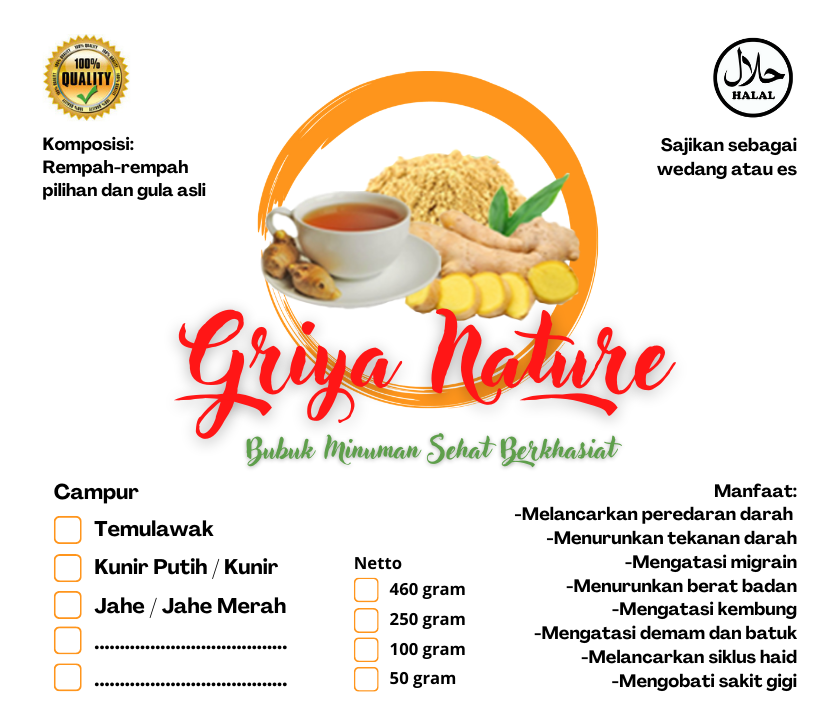 100%
QUALITY
حلال
HALAL
Komposisi:
Rempah-rempah
pilihan dan gula asli
Sajikan sebagai
wedang atau es
Griya Nature
Bubuk Minuman Sehat Berkhasiat
Campur
Temulawak
Kunir Putih / Kunir
Jahe / Jahe Merah
......................................
......................................
Netto
460 gram
250 gram
100 gram
50 gram
Manfaat:
-Melancarkan peredaran darah
-Menurunkan tekanan darah
-Mengatasi migrain
-Menurunkan berat badan
-Mengatasi kembung
-Mengatasi demam dan batuk
-Melancarkan siklus haid
-Mengobati sakit gigi